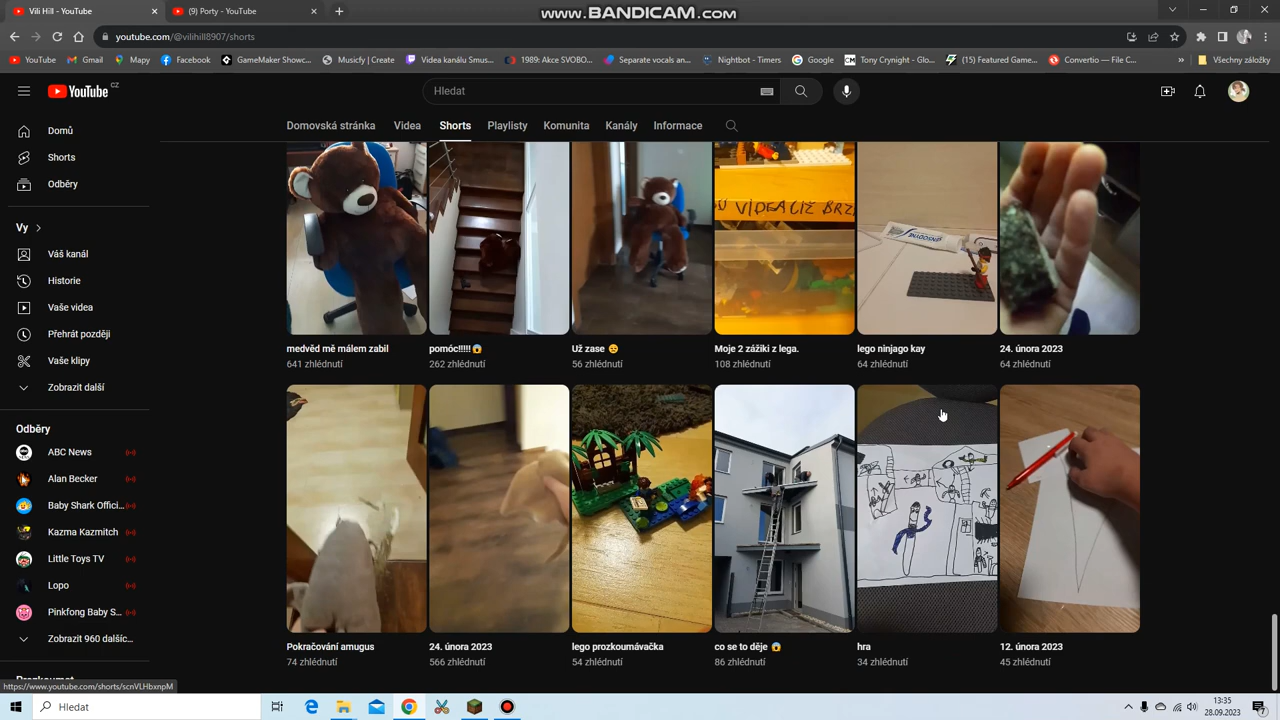 Vili Hill - YouTube
(9) Porty - YouTube
www.BANDICAM.com
youtube.com/@vilihill8907/shorts
YouTube
Gmail
Mapy
Facebook
GameMaker Showc...
Musicfy | Create
Videa kanálu Smus...
1989: Akce SVOBO...
Separate vocals an...
Nightbot - Timers
Google
Tony Crynight - Glo...
(15) Featured Game...
Convertio — File C...
Všechny záložky
YouTube CZ
Hledat
Domovská stránka
Videa
Shorts
Playlisty
Komunita
Kanály
Informace
Domů
Shorts
Odběry
Vy
Váš kanál
Historie
Vaše videa
Přehrát později
Vaše klipy
Zobrazit další
Odběry
ABC News
Alan Becker
Baby Shark Offici...
Kazma Kazmitch
Little Toys TV
Lopo
Pinkfong Baby S...
Zobrazit 960 dalšíc...
Prozkoumat
VIDEA CIŽ BRZ
SENSODYNE
medvěd mě málem zabil
641 zhlédnutí
pomóc!!!!!😱
262 zhlédnutí
Už zase 😣
56 zhlédnutí
Moje 2 zážiki z lega.
108 zhlédnutí
lego ninjago kay
64 zhlédnutí
24. února 2023
64 zhlédnutí
Pokračování amugus
74 zhlédnutí
24. února 2023
566 zhlédnutí
lego prozkoumávačka
54 zhlédnutí
co se to děje 😱
86 zhlédnutí
hra
34 zhlédnutí
12. února 2023
45 zhlédnutí
https://www.youtube.com/shorts/scnVLHbxnpM
Hledat
13:35
28.09.2023